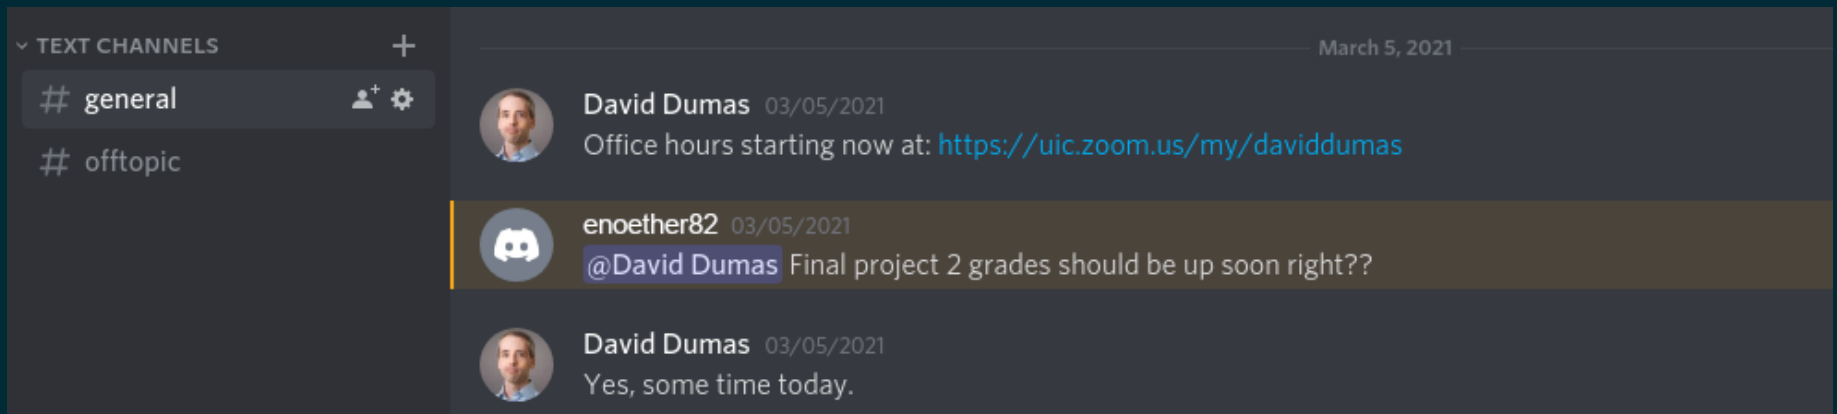 TEXT CHANNELS
# general
# offtopic
March 5, 2021
David Dumas 03/05/2021
Office hours starting now at: https://uic.zoom.us/my/daviddumas
enoether82 03/05/2021
@David Dumas Final project 2 grades should be up soon right??
David Dumas 03/05/2021
Yes, some time today.